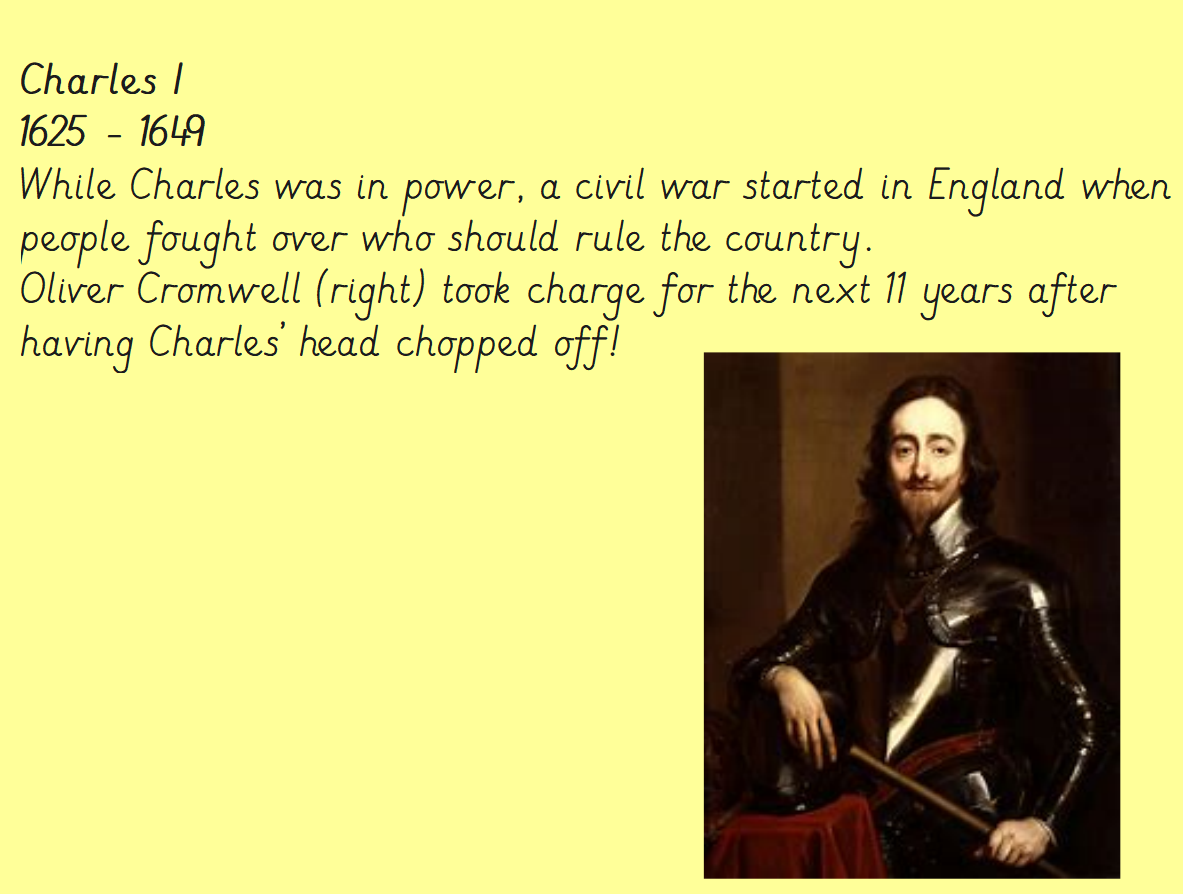 Charles I
1625 - 1649
While Charles was in power, a civil war started in England when
people fought over who should rule the country.
Oliver Cromwell (right) took charge for the next 11 years after
having Charles' head chopped off!